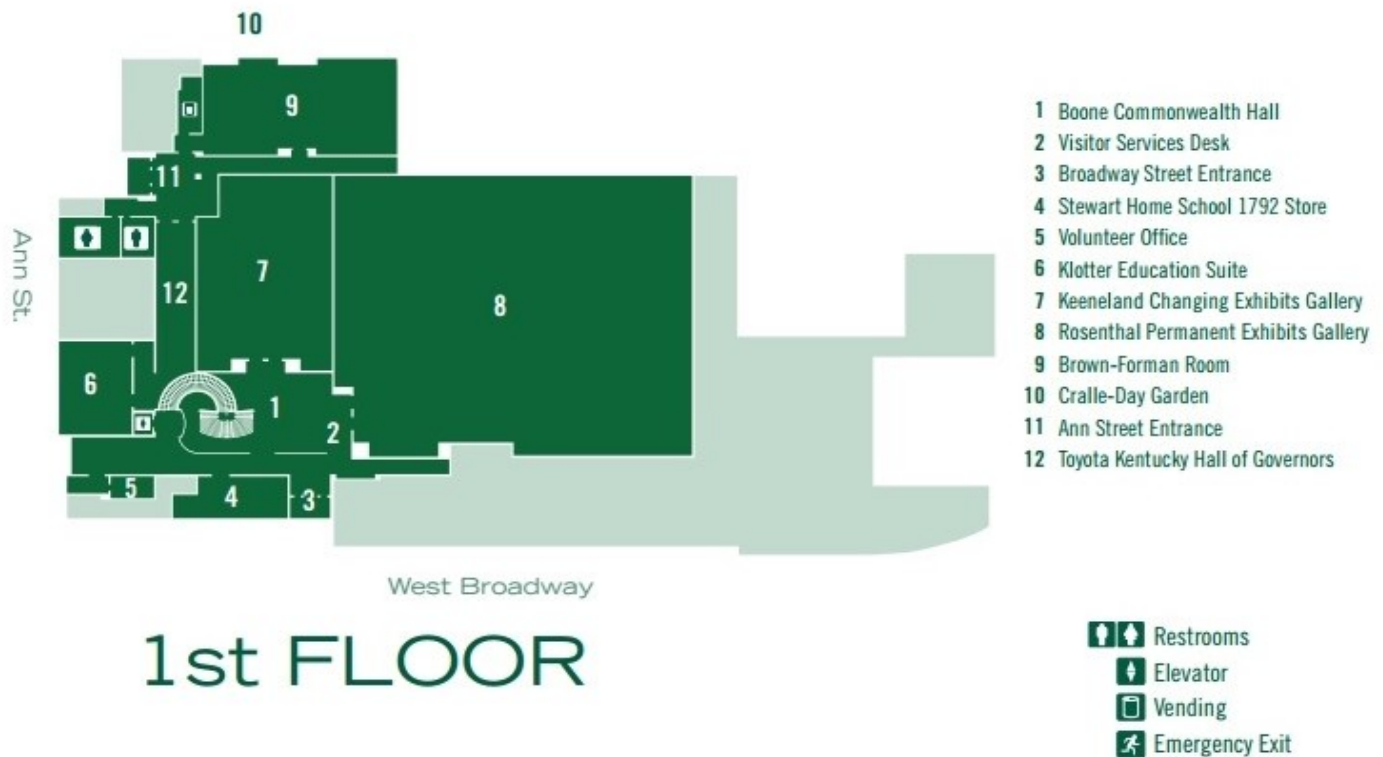 10
9
11
Ann St.
7
12
8
6
1
2
5
4
3
West Broadway
1st FLOOR
1 Boone Commonwealth Hall
2 Visitor Services Desk
3 Broadway Street Entrance
4 Stewart Home School 1792 Store
5 Volunteer Office
6 Klotter Education Suite
7 Keeneland Changing Exhibits Gallery
8 Rosenthal Permanent Exhibits Gallery
9 Brown-Forman Room
10 Cralle-Day Garden
11 Ann Street Entrance
12 Toyota Kentucky Hall of Governors
Restrooms
Elevator
Vending
Emergency Exit